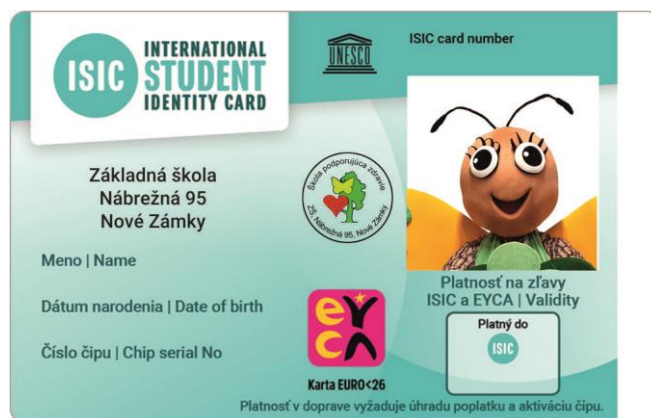 ISIC
INTERNATIONAL
STUDENT
IDENTITY CARD
UNESCO
ISIC card number
Základná škola
Nábrežná 95
Nové Zámky
Škola podporujúca zdravie
ZŠ Nábrežná 95, Nové Zámky
Meno | Name
Dátum narodenia | Date of birth
Číslo čipu | Chip serial No
eyca
Karta EURO<26
Platnosť na zľavy
ISIC a EYCA | Validity
Platný do
ISIC
Platnosť v doprave vyžaduje úhradu poplatku a aktiváciu čipu.